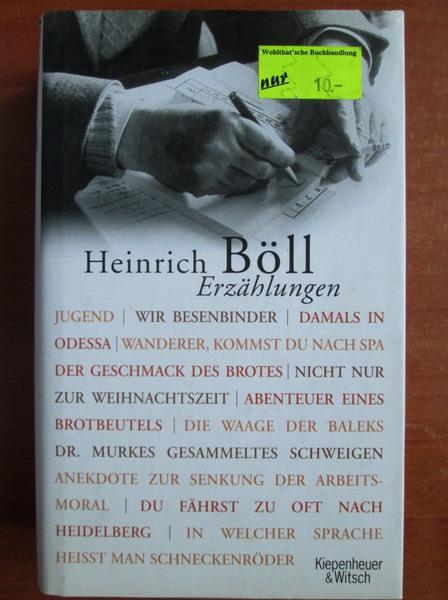 Wohlthat'sche Buchhandlung
nur 10.-
Heinrich Böll
Erzählungen
JUGEND | WIR BESENBINDER | DAMALS IN
ODESSA | WANDERER, KOMMST DU NACH SPA
DER GESCHMACK DES BROTES | NICHT NUR
ZUR WEIHNACHTSZEIT | ABENTEUER EINES
BROTBEUTELS | DIE WAAGE DER BALEKS
DR. MURKES GESAMMELTES SCHWEIGEN
ANEKDOTE ZUR SENKUNG DER ARBEITS-
MORAL | DU FÄHRST ZU OFT NACH
HEIDELBERG | IN WELCHER SPRACHE
HEISST MAN SCHNECKENRÖDER
Kiepenheuer
& Witsch